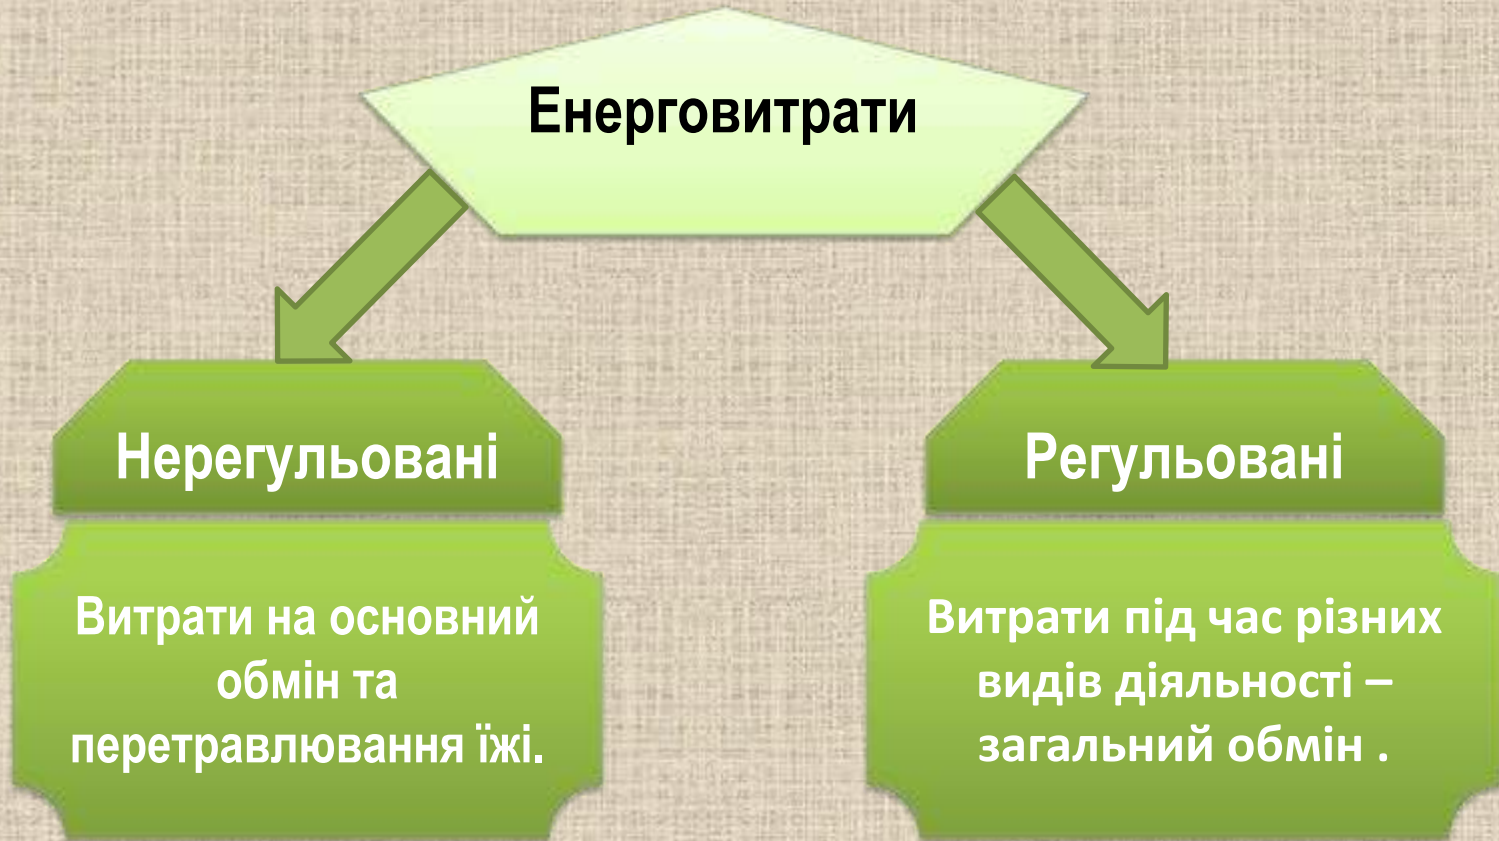 Енерговитрати
Нерегульовані
Витрати на основний
обмін та
перетравлювання їжі.
Регульовані
Витрати під час різних
видів діяльності –
загальний обмін .